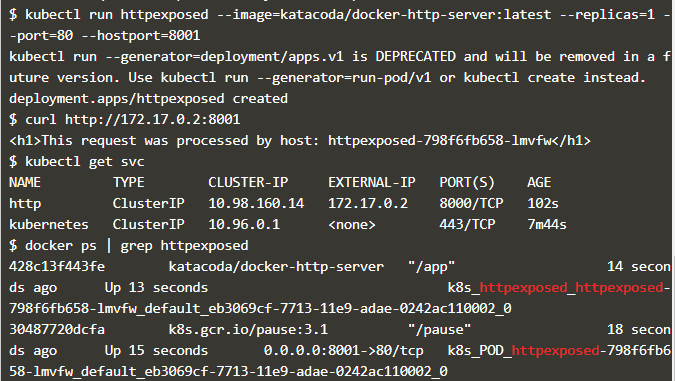 $ kubectl run httpexposed --image=katacoda/docker-http-server:latest --replicas=1 -
-port=80 --hostport=8001
kubectl run --generator=deployment/apps.v1 is DEPRECATED and will be removed in a f
uture version. Use kubectl run --generator=run-pod/v1 or kubectl create instead.
deployment.apps/httpexposed created
$ curl http://172.17.0.2:8001
<h1>This request was processed by host: httpexposed-798f6fb658-lmvfw</h1>
$ kubectl get svc
NAME         TYPE        CLUSTER-IP      EXTERNAL-IP   PORT(S)    AGE
http         ClusterIP   10.98.160.14    172.17.0.2    8000/TCP   102s
kubernetes   ClusterIP   10.96.0.1       <none>        443/TCP    7m44s
$ docker ps | grep httpexposed
428c13f443fe        katacoda/docker-http-server   "/app"                   14 secon
ds ago      Up 13 seconds                              k8s_httpexposed_httpexposed-
798f6fb658-lmvfw_default_eb3069cf-7713-11e9-adae-0242ac110002_0
30487720dcfa        k8s.gcr.io/pause:3.1          "/pause"                 18 secon
ds ago      Up 15 seconds       0.0.0.0:8001->80/tcp   k8s_POD_httpexposed-798f6fb6
58-lmvfw_default_eb3069cf-7713-11e9-adae-0242ac110002_0